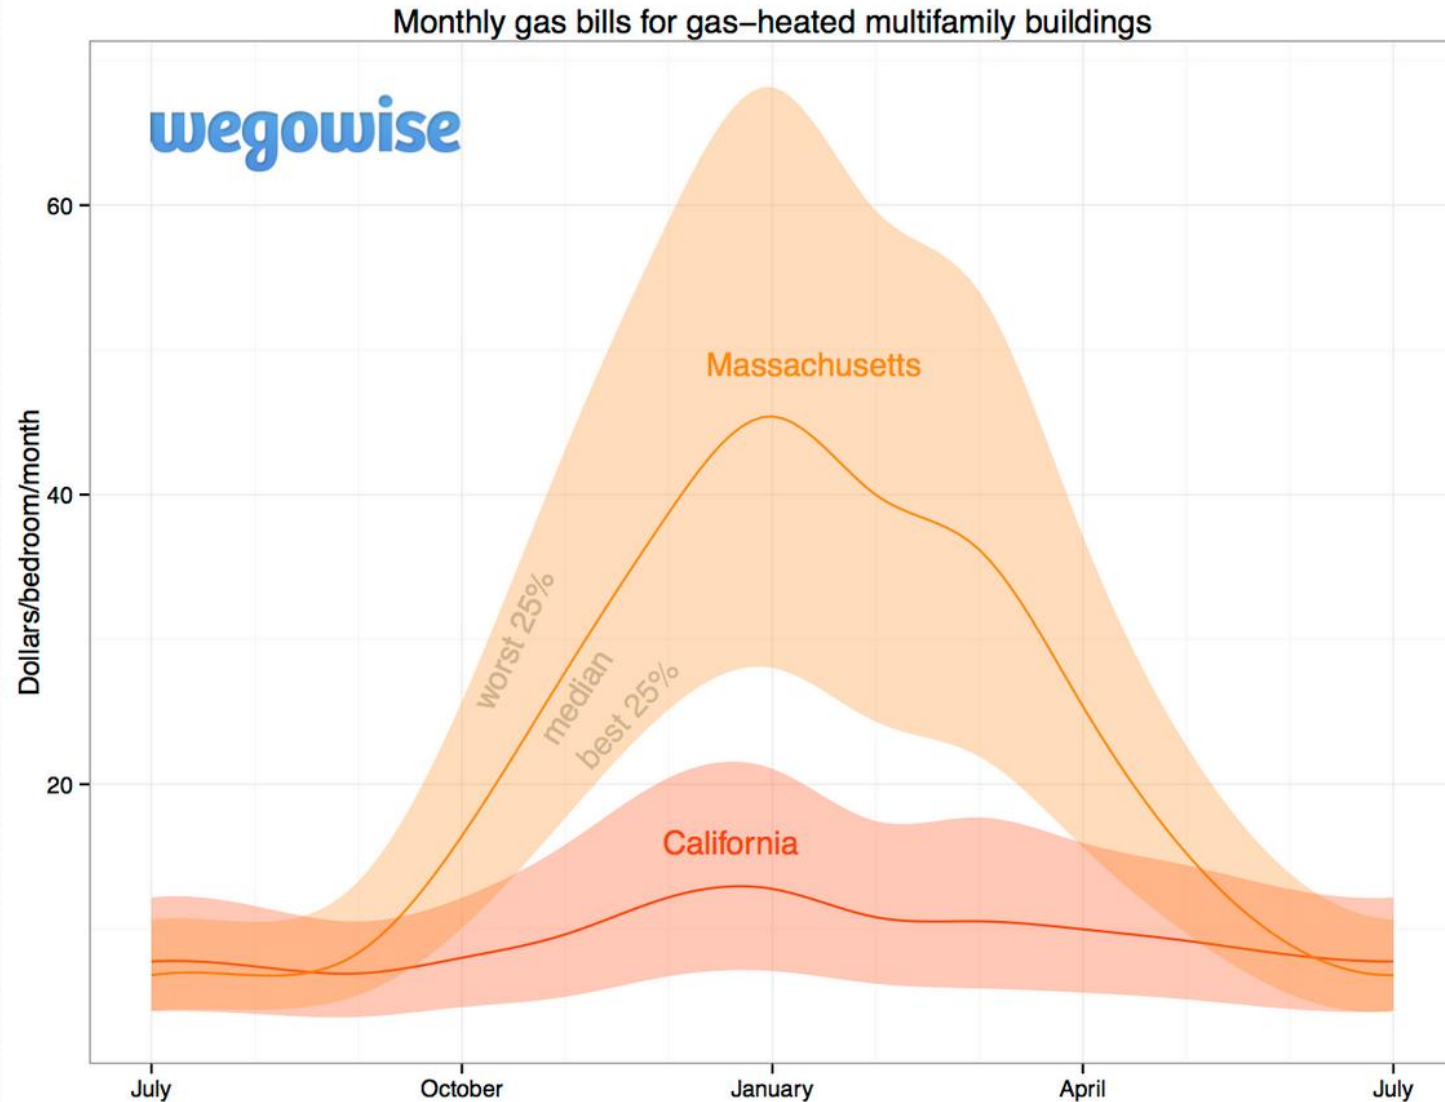 Monthly gas bills for gas−heated multifamily buildings
wegowise
60
40
20
Dollars/bedroom/month
Massachusetts
worst 25%
median
best 25%
California
July
October
January
April
July